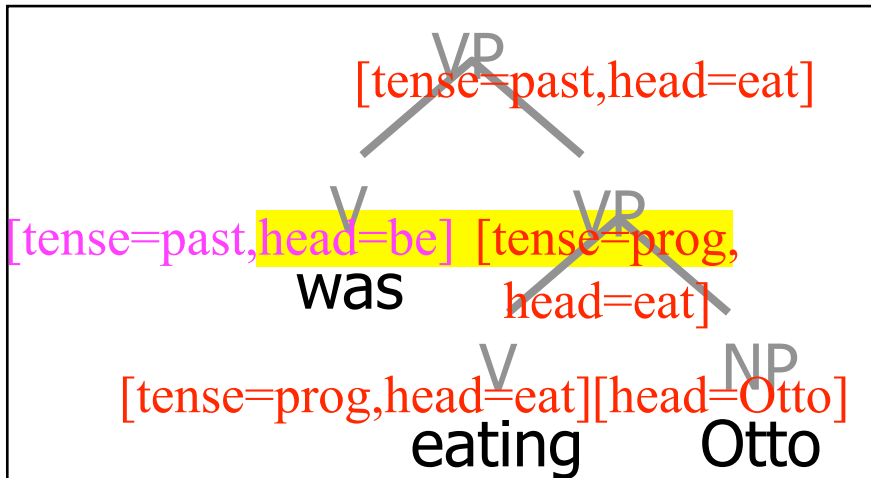 VP
[tense=past,head=eat]
V VP
[tense=past,head=be] [tense=prog,
was head=eat]
V NP
[tense=prog,head=eat][head=Otto]
eating Otto